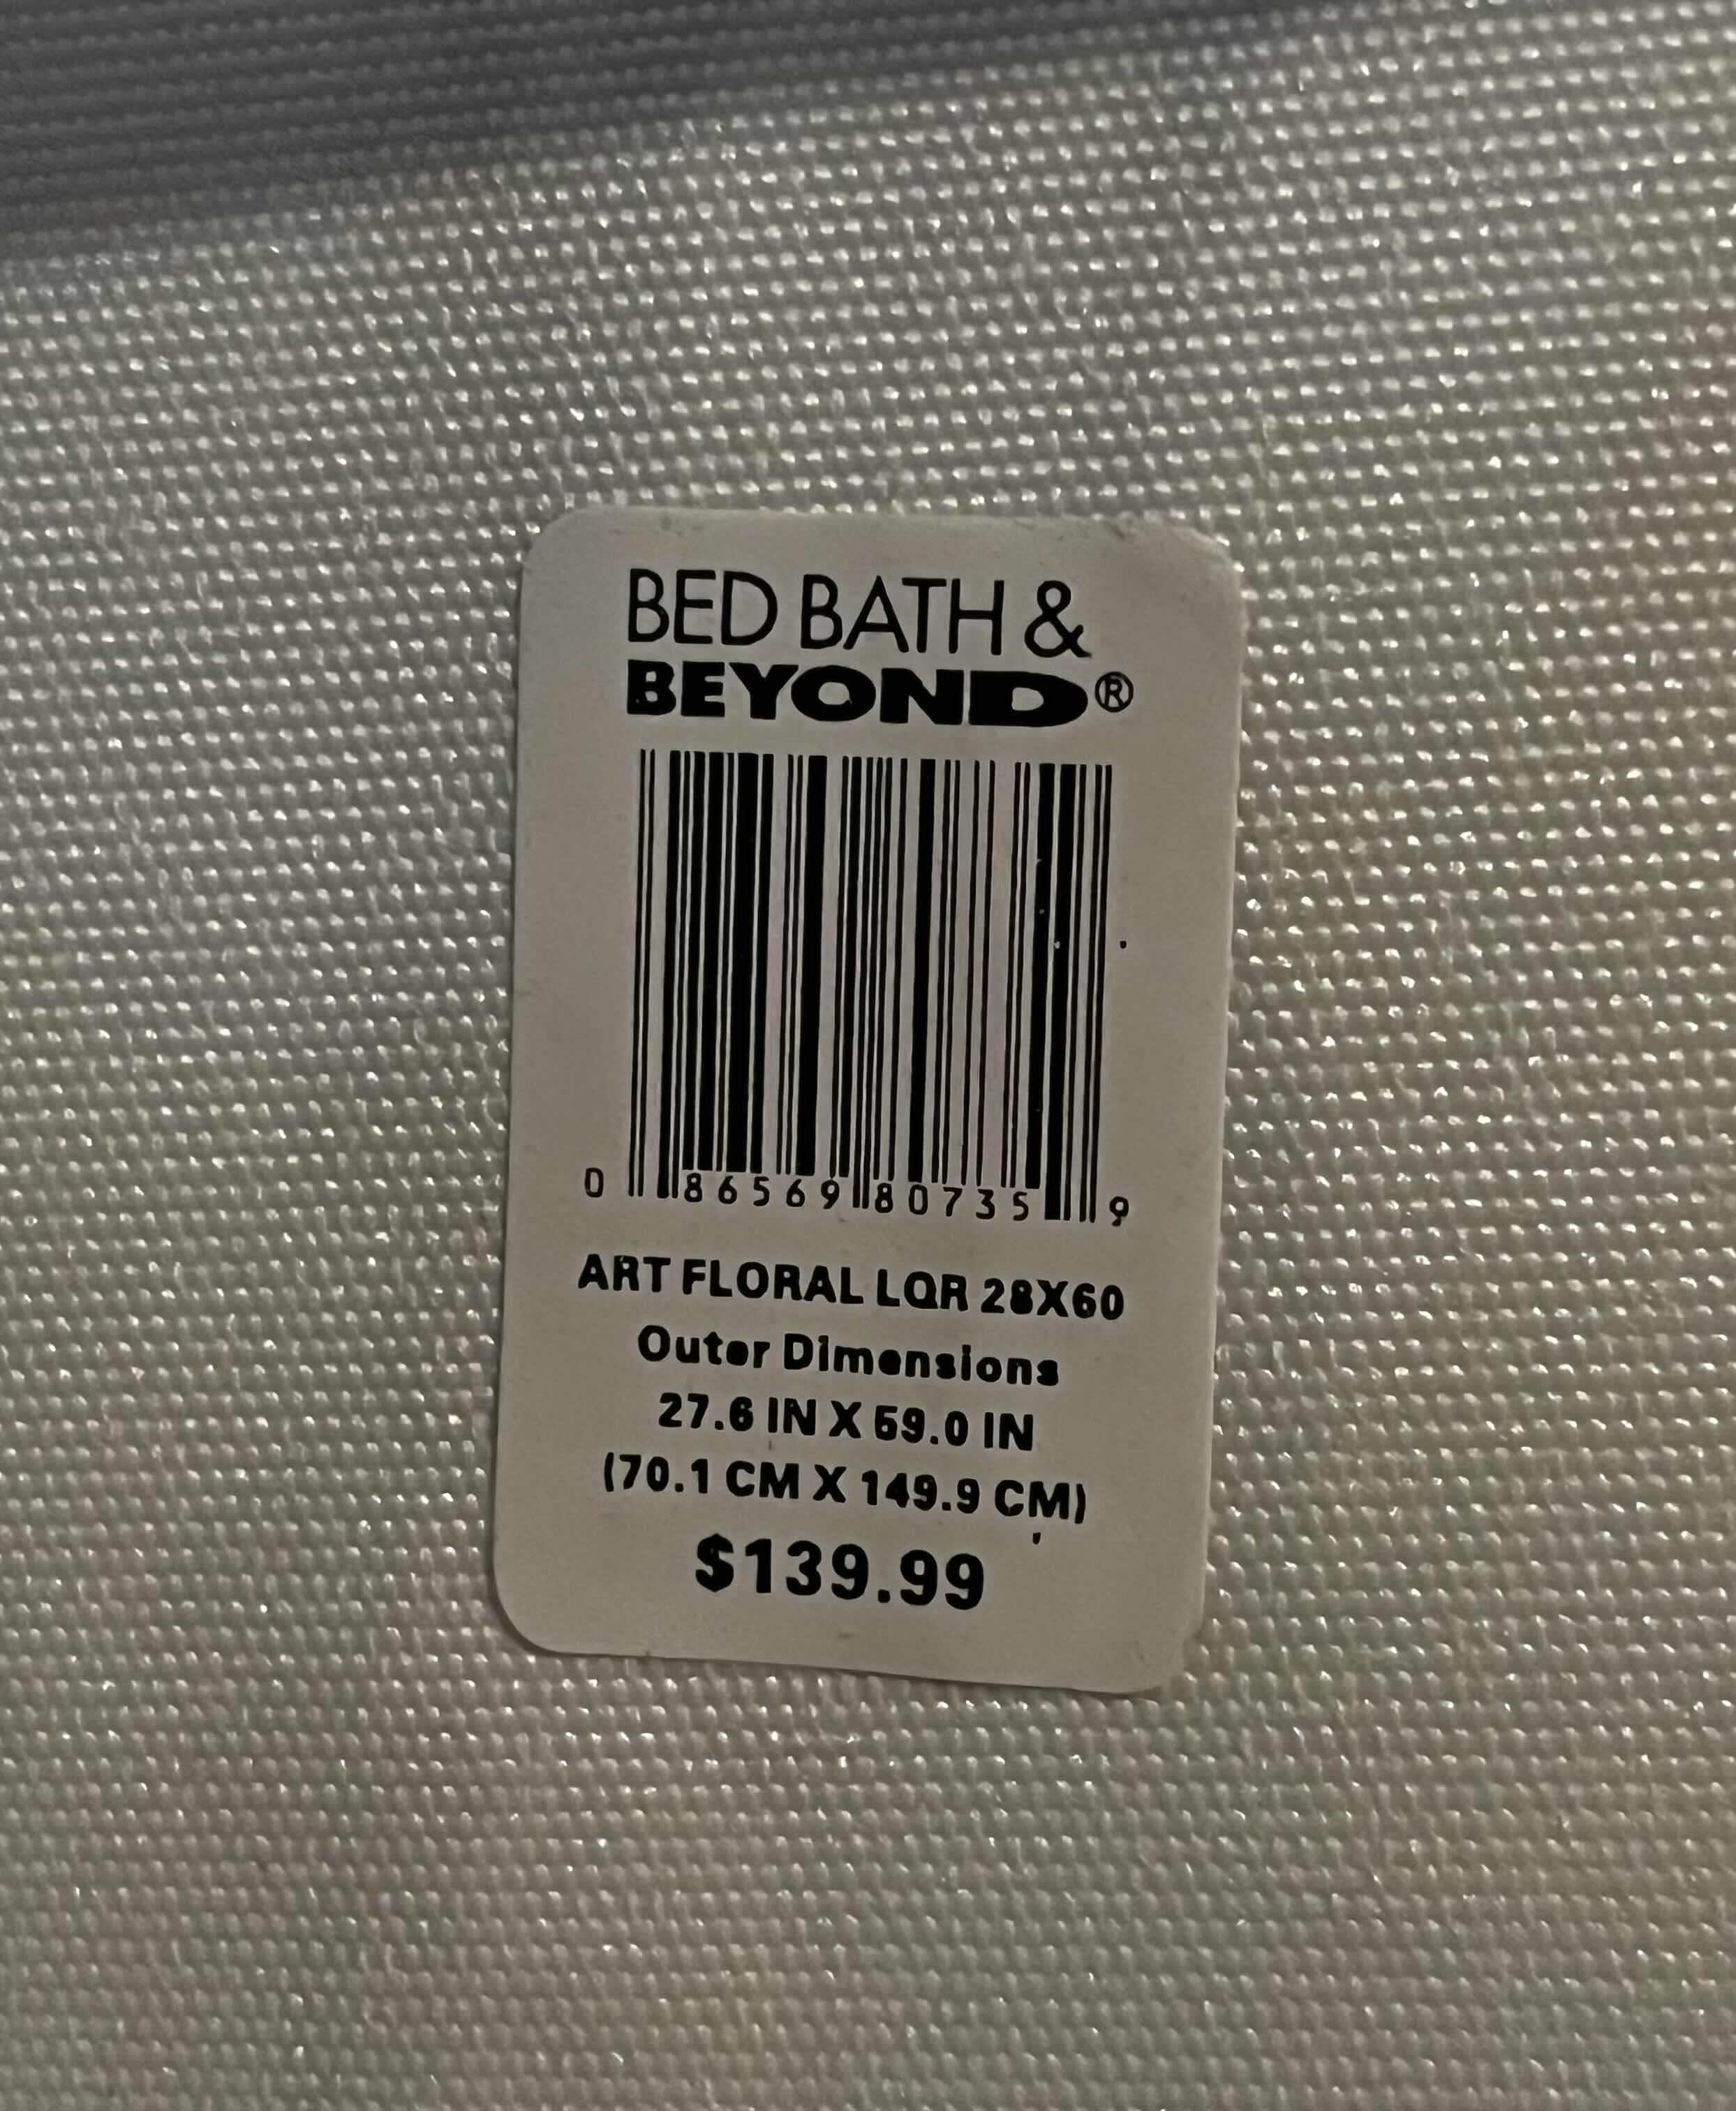 BED BATH &
BEYOND®
0 86569 80735 9
ART FLORAL LQR 28X60
Outer Dimensions
27.6 IN X 59.0 IN
(70.1 CM X 149.9 CM)
$139.99